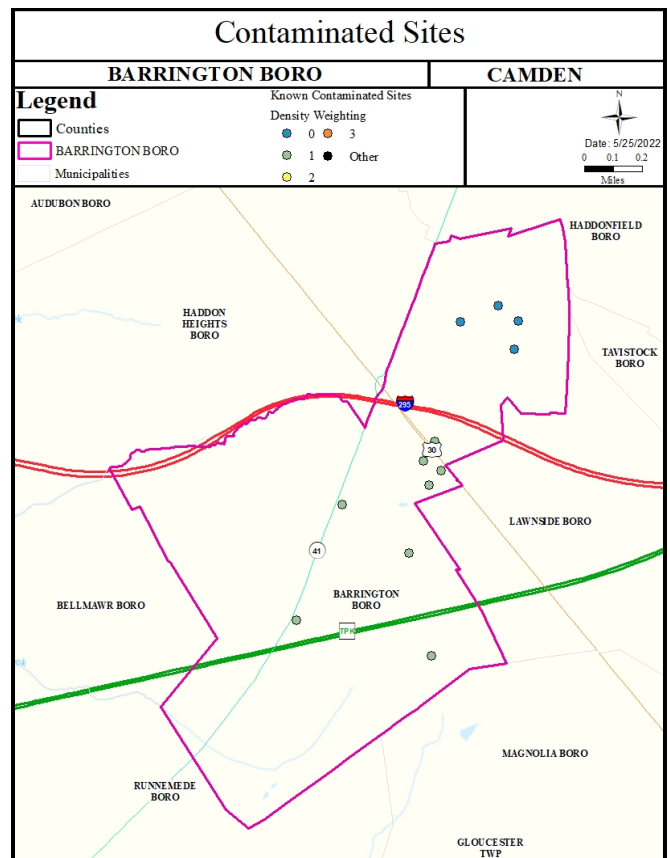 Contaminated Sites
BARRINGTON BORO
CAMDEN
Legend
Counties
BARRINGTON BORO
Municipalities
Known Contaminated Sites
Density Weighting
0
3
1
Other
2
N
Date: 5/25/2022
0 0.1 0.2
Miles
AUDUBON BORO
HADDONFIELD
BORO
HADDON
HEIGHTS
BORO
TAVISTOCK
BORO
295
30
LAWNSIDE BORO
41
BELLMAWR BORO
BARRINGTON
BORO
TPK
MAGNOLIA BORO
RUNNEMEDE
BORO
GLOUCESTER
TWP